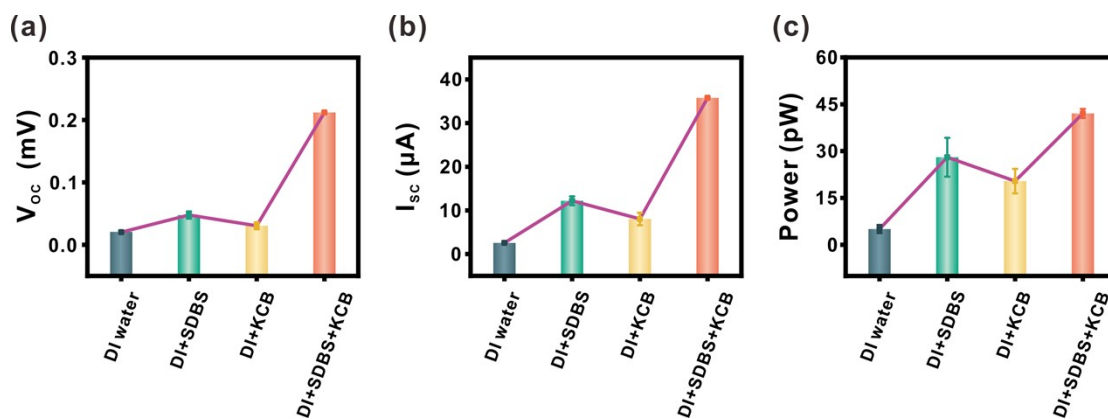 (a)
V_oc (mV)
0.3
0.2
0.1
0.0
DI water
DI+SDBS
DI+KCB
DI+SDBS+KCB
(b)
I_sc (μA)
40
30
20
10
0
DI water
DI+SDBS
DI+KCB
DI+SDBS+KCB
(c)
Power (pW)
60
45
30
15
0
DI water
DI+SDBS
DI+KCB
DI+SDBS+KCB